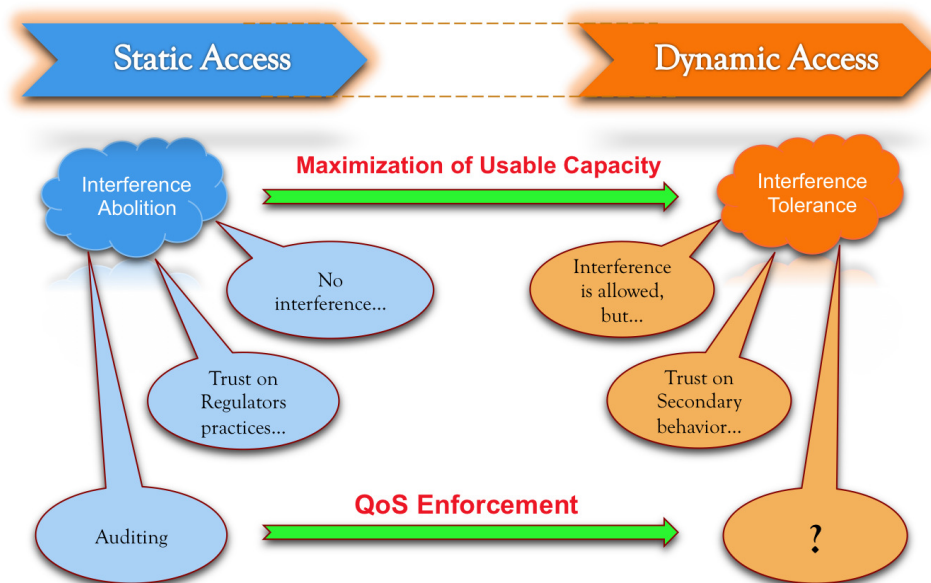 Static Access
Dynamic Access
Maximization of Usable Capacity
Interference
Abolition
Interference
Tolerance
No
interference...
Interference
is allowed,
but...
Trust on
Regulators
practices...
Trust on
Secondary
behavior...
QoS Enforcement
Auditing
?